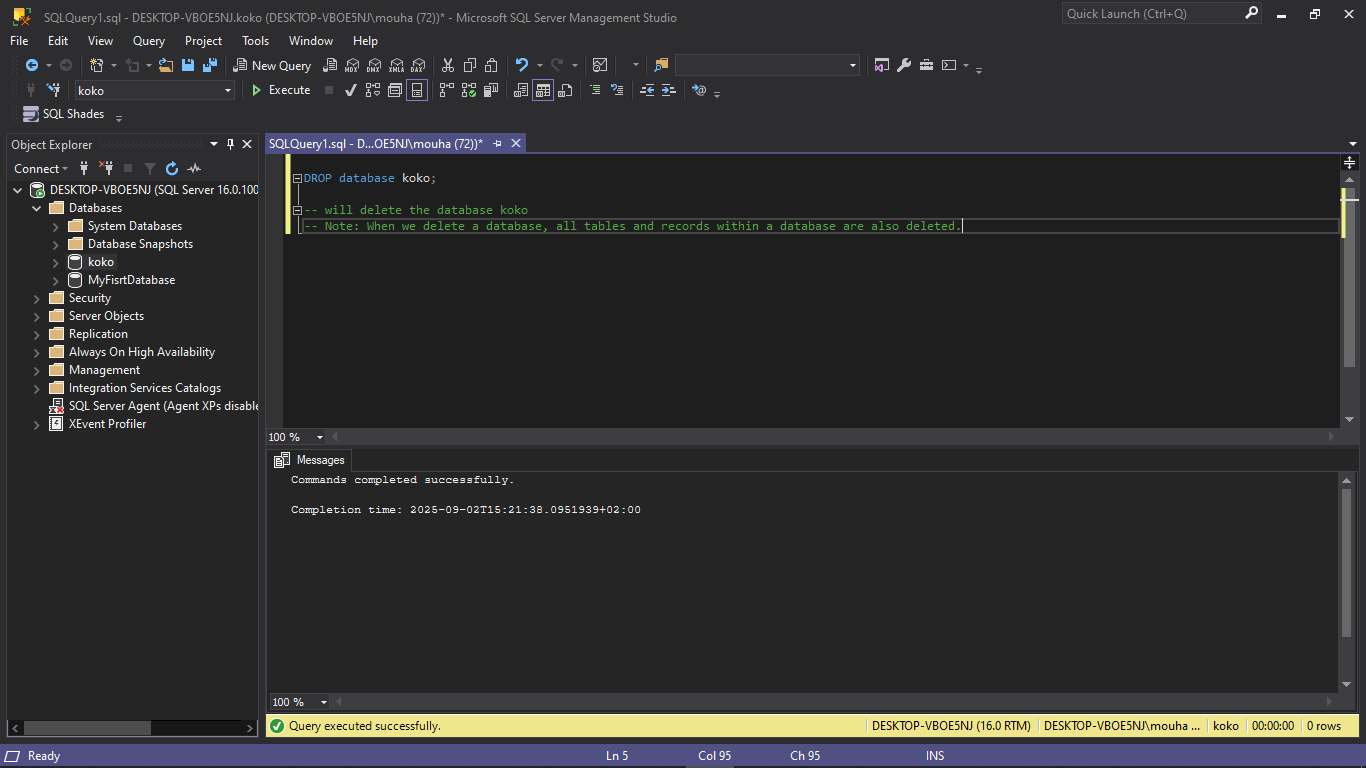 SQLQuery1.sql - DESKTOP-VBOE5NJ.koko (DESKTOP-VBOE5NJ\mouha (72))* - Microsoft SQL Server Management Studio
Quick Launch (Ctrl+Q)
File Edit View Query Project Tools Window Help
New Query
MDX DMX XMLA DAX
koko
Execute
SQL Shades
Object Explorer
Connect
DESKTOP-VBOE5NJ (SQL Server 16.0.100
Databases
System Databases
Database Snapshots
koko
MyFisrtDatabase
Security
Server Objects
Replication
Always On High Availability
Management
Integration Services Catalogs
SQL Server Agent (Agent XPs disable
XEvent Profiler
SQLQuery1.sql - D...OE5NJ\mouha (72))*
DROP database koko;
-- will delete the database koko
-- Note: When we delete a database, all tables and records within a database are also deleted.
100 %
Messages
Commands completed successfully.
Completion time: 2025-09-02T15:21:38.0951939+02:00
100 %
Query executed successfully.
DESKTOP-VBOE5NJ (16.0 RTM)
DESKTOP-VBOE5NJ\mouha ...
koko
00:00:00
0 rows
Ready
Ln 5
Col 95
Ch 95
INS